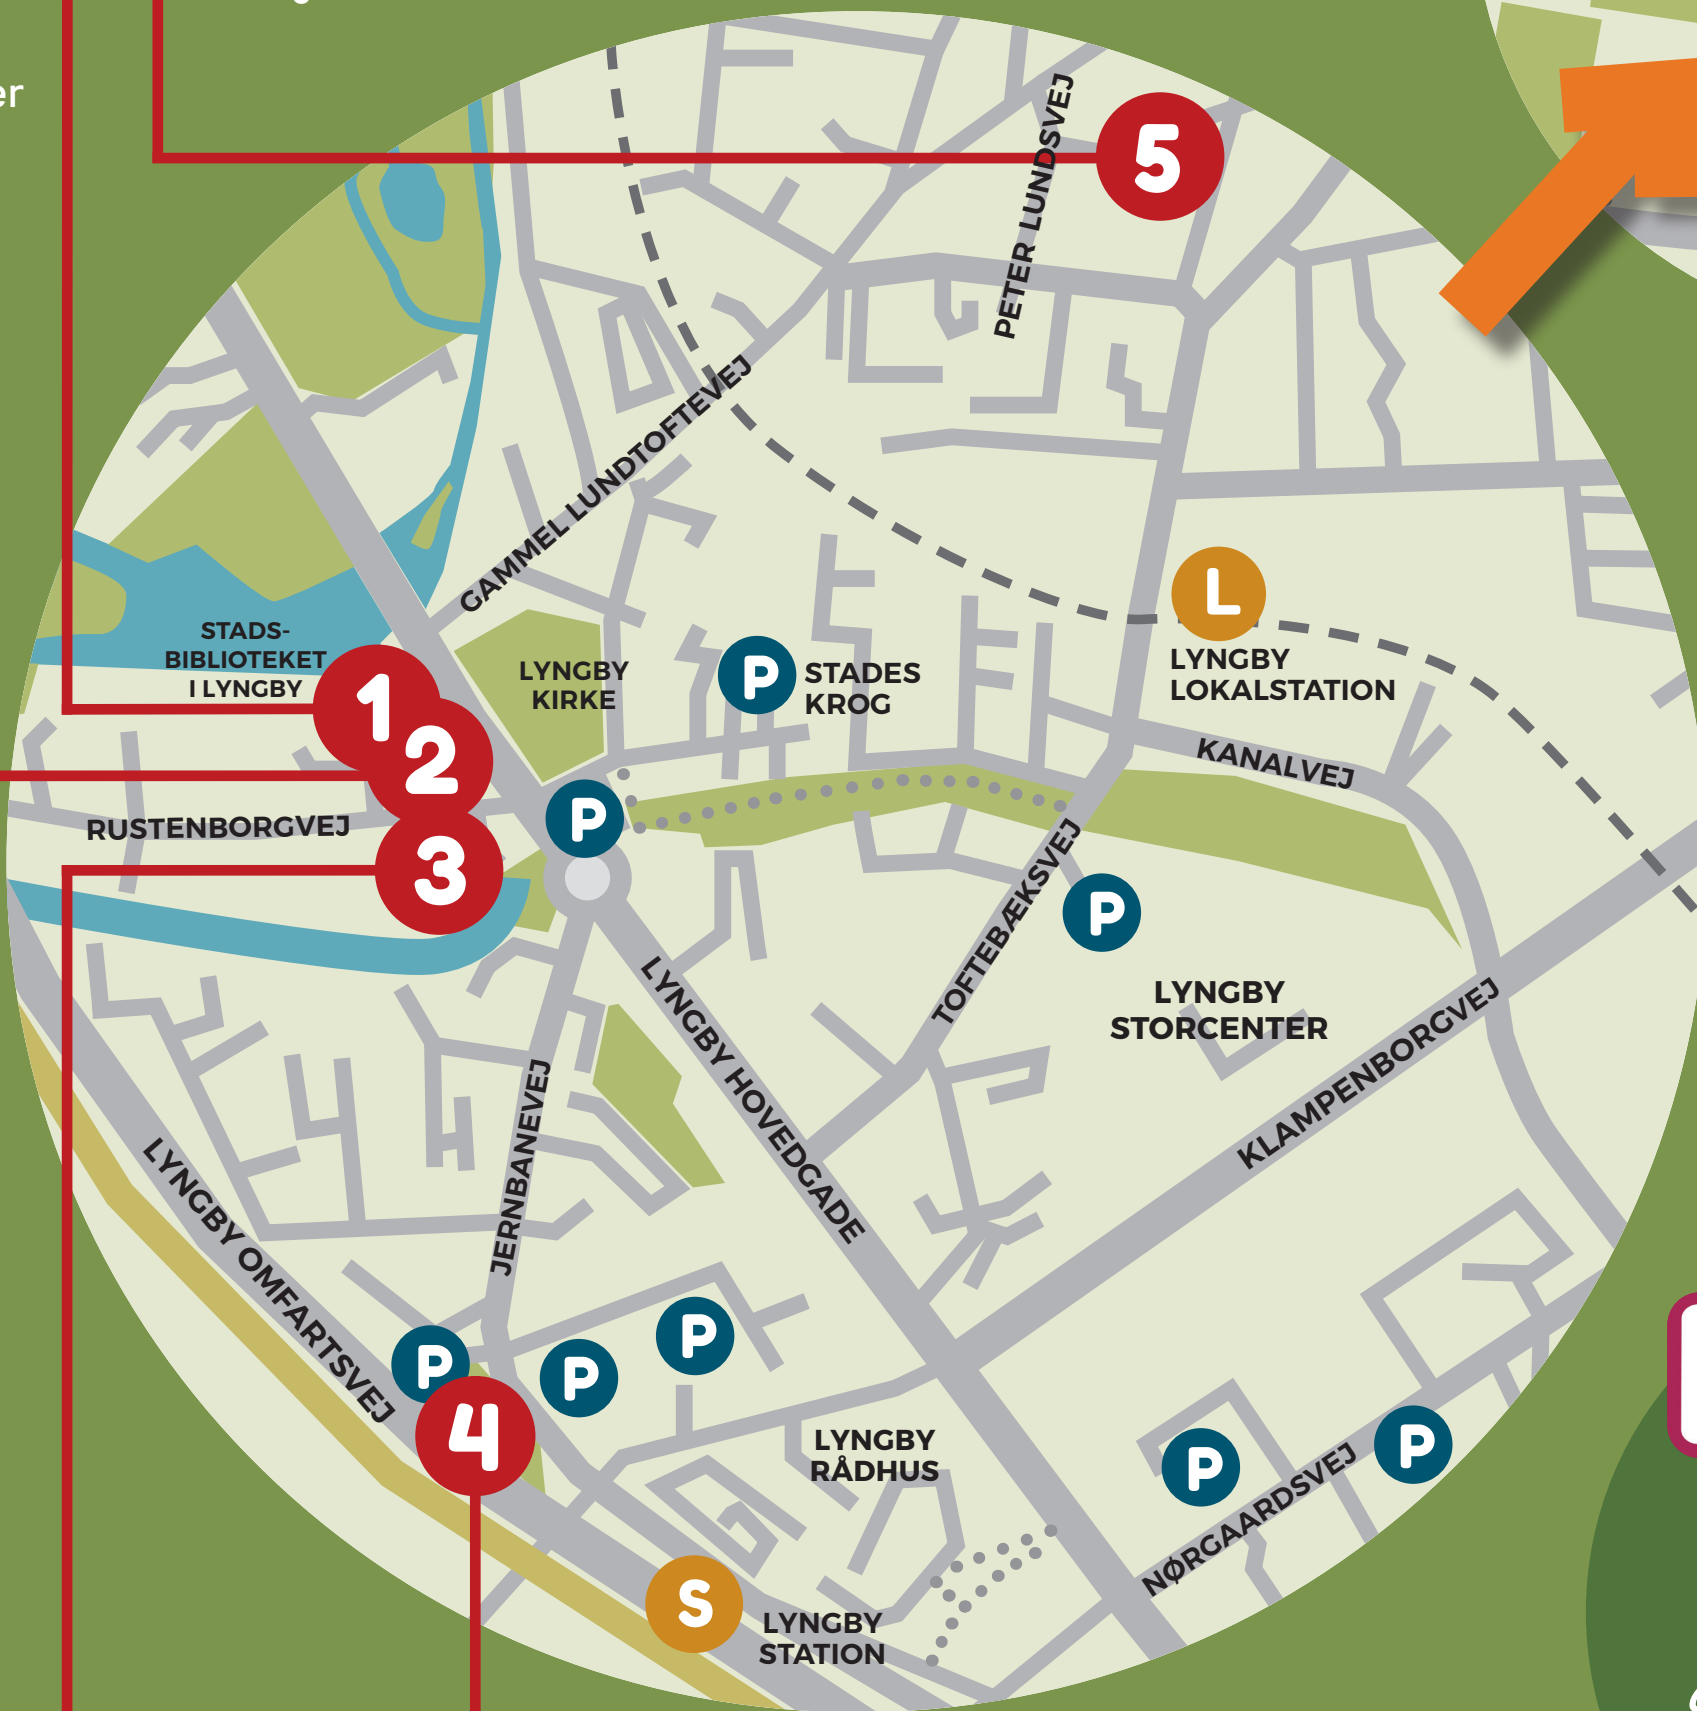 er
5
PETER LUNDSVEJ
GAMMEL LUNDTOFTEVEJ
L
LYNGBY
LOKALSTATION
STADS-
BIBLIOTEKET
I LYNGBY
1
2
3
LYNGBY
KIRKE
P
STADES
KROG
KANALVEJ
RUSTENBORGVEJ
P
TOFTEBÆKSVEJ
P
LYNGBY
STORCENTER
LYNGBY HOVEDGADE
KLAMPENBORGVEJ
JERNBANEVEJ
LYNGBY OMFARTSVEJ
P
P
P
4
LYNGBY
RÅDHUS
P
P
NØRGAARDSVEJ
S
LYNGBY
STATION